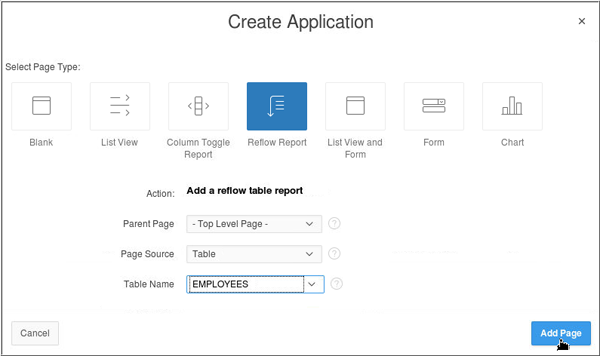 Create Application
×
Select Page Type:
Blank
List View
Column Toggle
Report
Reflow Report
List View and
Form
Form
Chart
Action: Add a reflow table report
Parent Page - Top Level Page - ?
Page Source Table ?
Table Name EMPLOYEES ?
Cancel Add Page